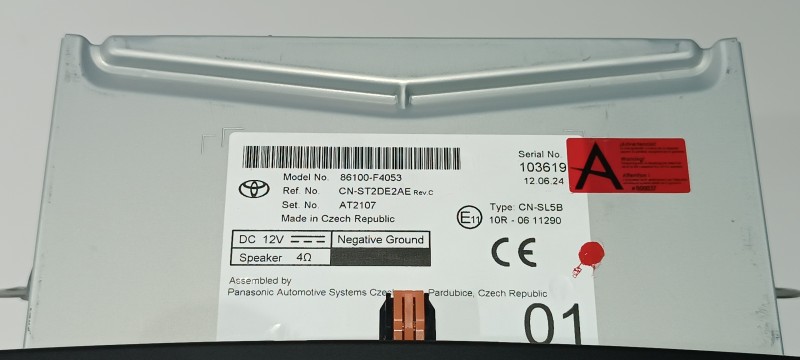 Model No. 86100-F4053
Ref. No. CN-ST2DE2AE Rev.C
Set. No. AT2107
Made in Czech Republic
Serial No.
103619
12.06.24
A
Warning!
Attention !
E11
Type: CN-SL5B
10R - 06 11290
DC 12V Negative Ground
Speaker 4Ω
CE
Assembled by
Panasonic Automotive Systems Pardubice, Czech Republic
01